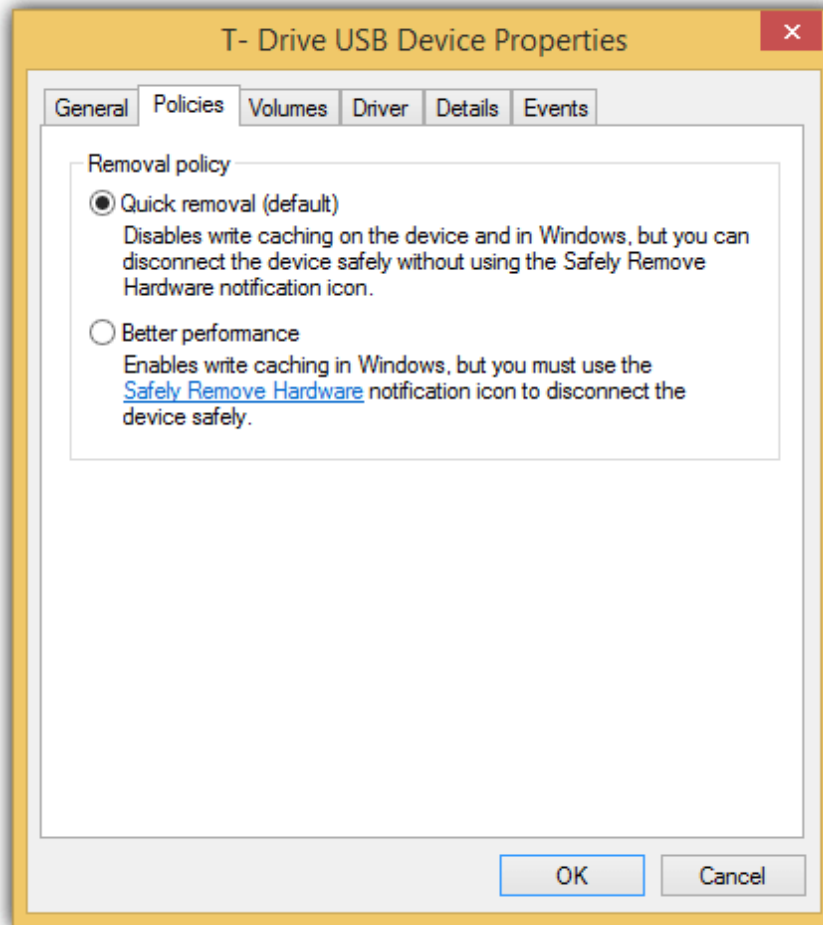 T- Drive USB Device Properties
General Policies Volumes Driver Details Events
Removal policy
Quick removal (default)
Disables write caching on the device and in Windows, but you can
disconnect the device safely without using the Safely Remove
Hardware notification icon.
Better performance
Enables write caching in Windows, but you must use the
Safely Remove Hardware notification icon to disconnect the
device safely.
OK Cancel